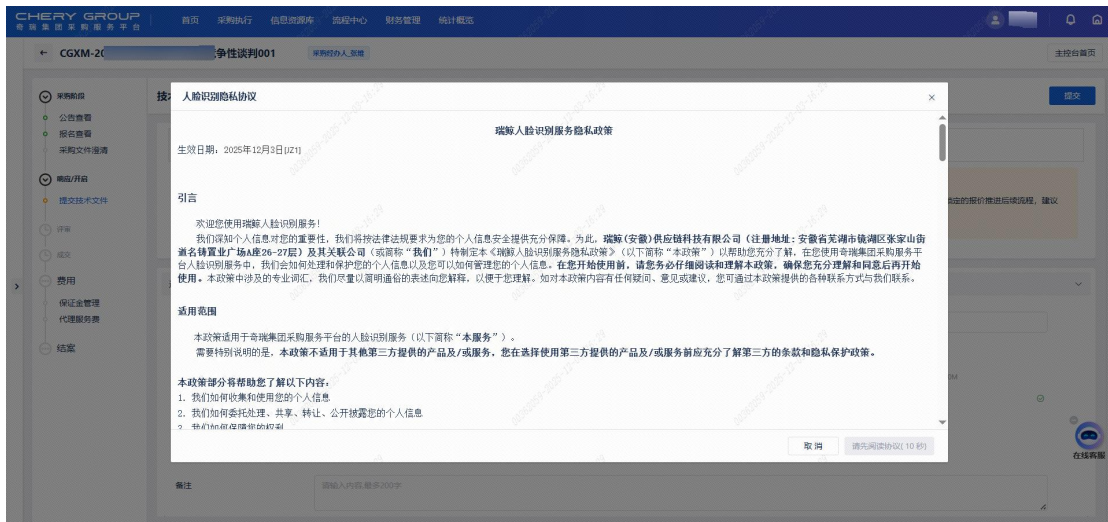 CHERY GROUP
奇瑞集团采购服务平台
首页 采购执行 信息资源库 流程中心 财务管理 统计概览
CGXM-20
争性谈判001
采购经办人_张维
主控台首页
采购阶段
公告查看
报名查看
采购文件澄清
响应/开启
提交技术文件
评审
成交
费用
保证金管理
代理服务费
结案
提交
人脸识别隐私协议
瑞鲸人脸识别服务隐私政策
生效日期：2025年12月3日[JZ1]
引言
欢迎您使用瑞鲸人脸识别服务！
我们深知个人信息对您的重要性，我们将按法律法规要求为您的个人信息安全提供充分保障。为此，瑞鲸(安徽)供应链科技有限公司（注册地址：安徽省芜湖市镜湖区张家山街
道名铸置业广场A座26-27层）及其关联公司（或简称“我们”）特制定本《瑞鲸人脸识别服务隐私政策》（以下简称“本政策”）以帮助您充分了解，在您使用奇瑞集团采购服务平
台人脸识别服务中，我们会如何处理和保护您的个人信息以及您可以如何管理您的个人信息，在您开始使用前，请您务必仔细阅读和理解本政策，确保您充分理解和同意后再开始
使用。本政策中涉及的专业词汇，我们尽量以简明通俗的表述向您解释，以便于您理解。如对本政策内容有任何疑问、意见或建议，您可通过本政策提供的各种联系方式与我们联系。
适用范围
本政策适用于奇瑞集团采购服务平台的人脸识别服务（以下简称“本服务”）。
需要特别说明的是，本政策不适用于其他第三方提供的产品及/或服务，您在选择使用第三方提供的产品及/或服务前应充分了解第三方的条款和隐私保护政策。
本政策部分将帮助您了解以下内容：
1. 我们如何收集和使用您的个人信息
2. 我们如何委托处理、共享、转让、公开披露您的个人信息
3. 我们如何保障您的权利
取消
请先阅读协议(10 秒)
的报价推进后续流程，建议
在线客服
备注
请输入内容,最多200字